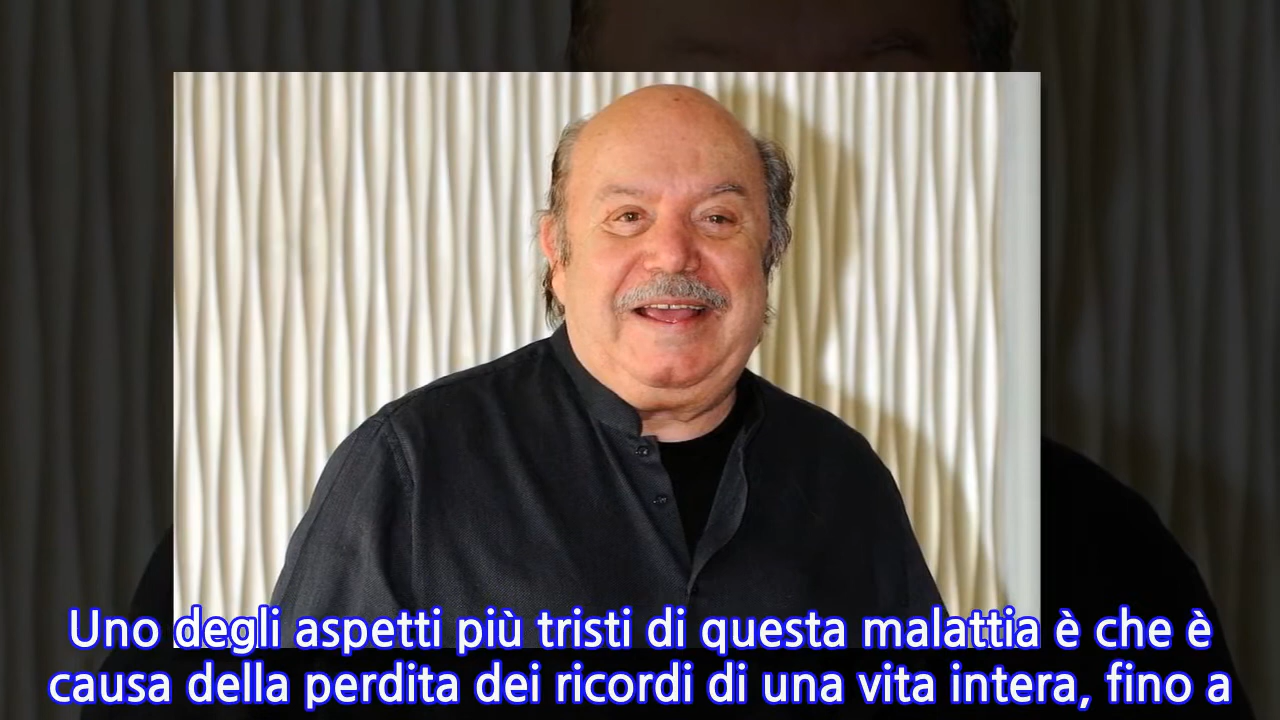 Uno degli aspetti più tristi di questa malattia è che è
causa della perdita dei ricordi di una vita intera, fino a